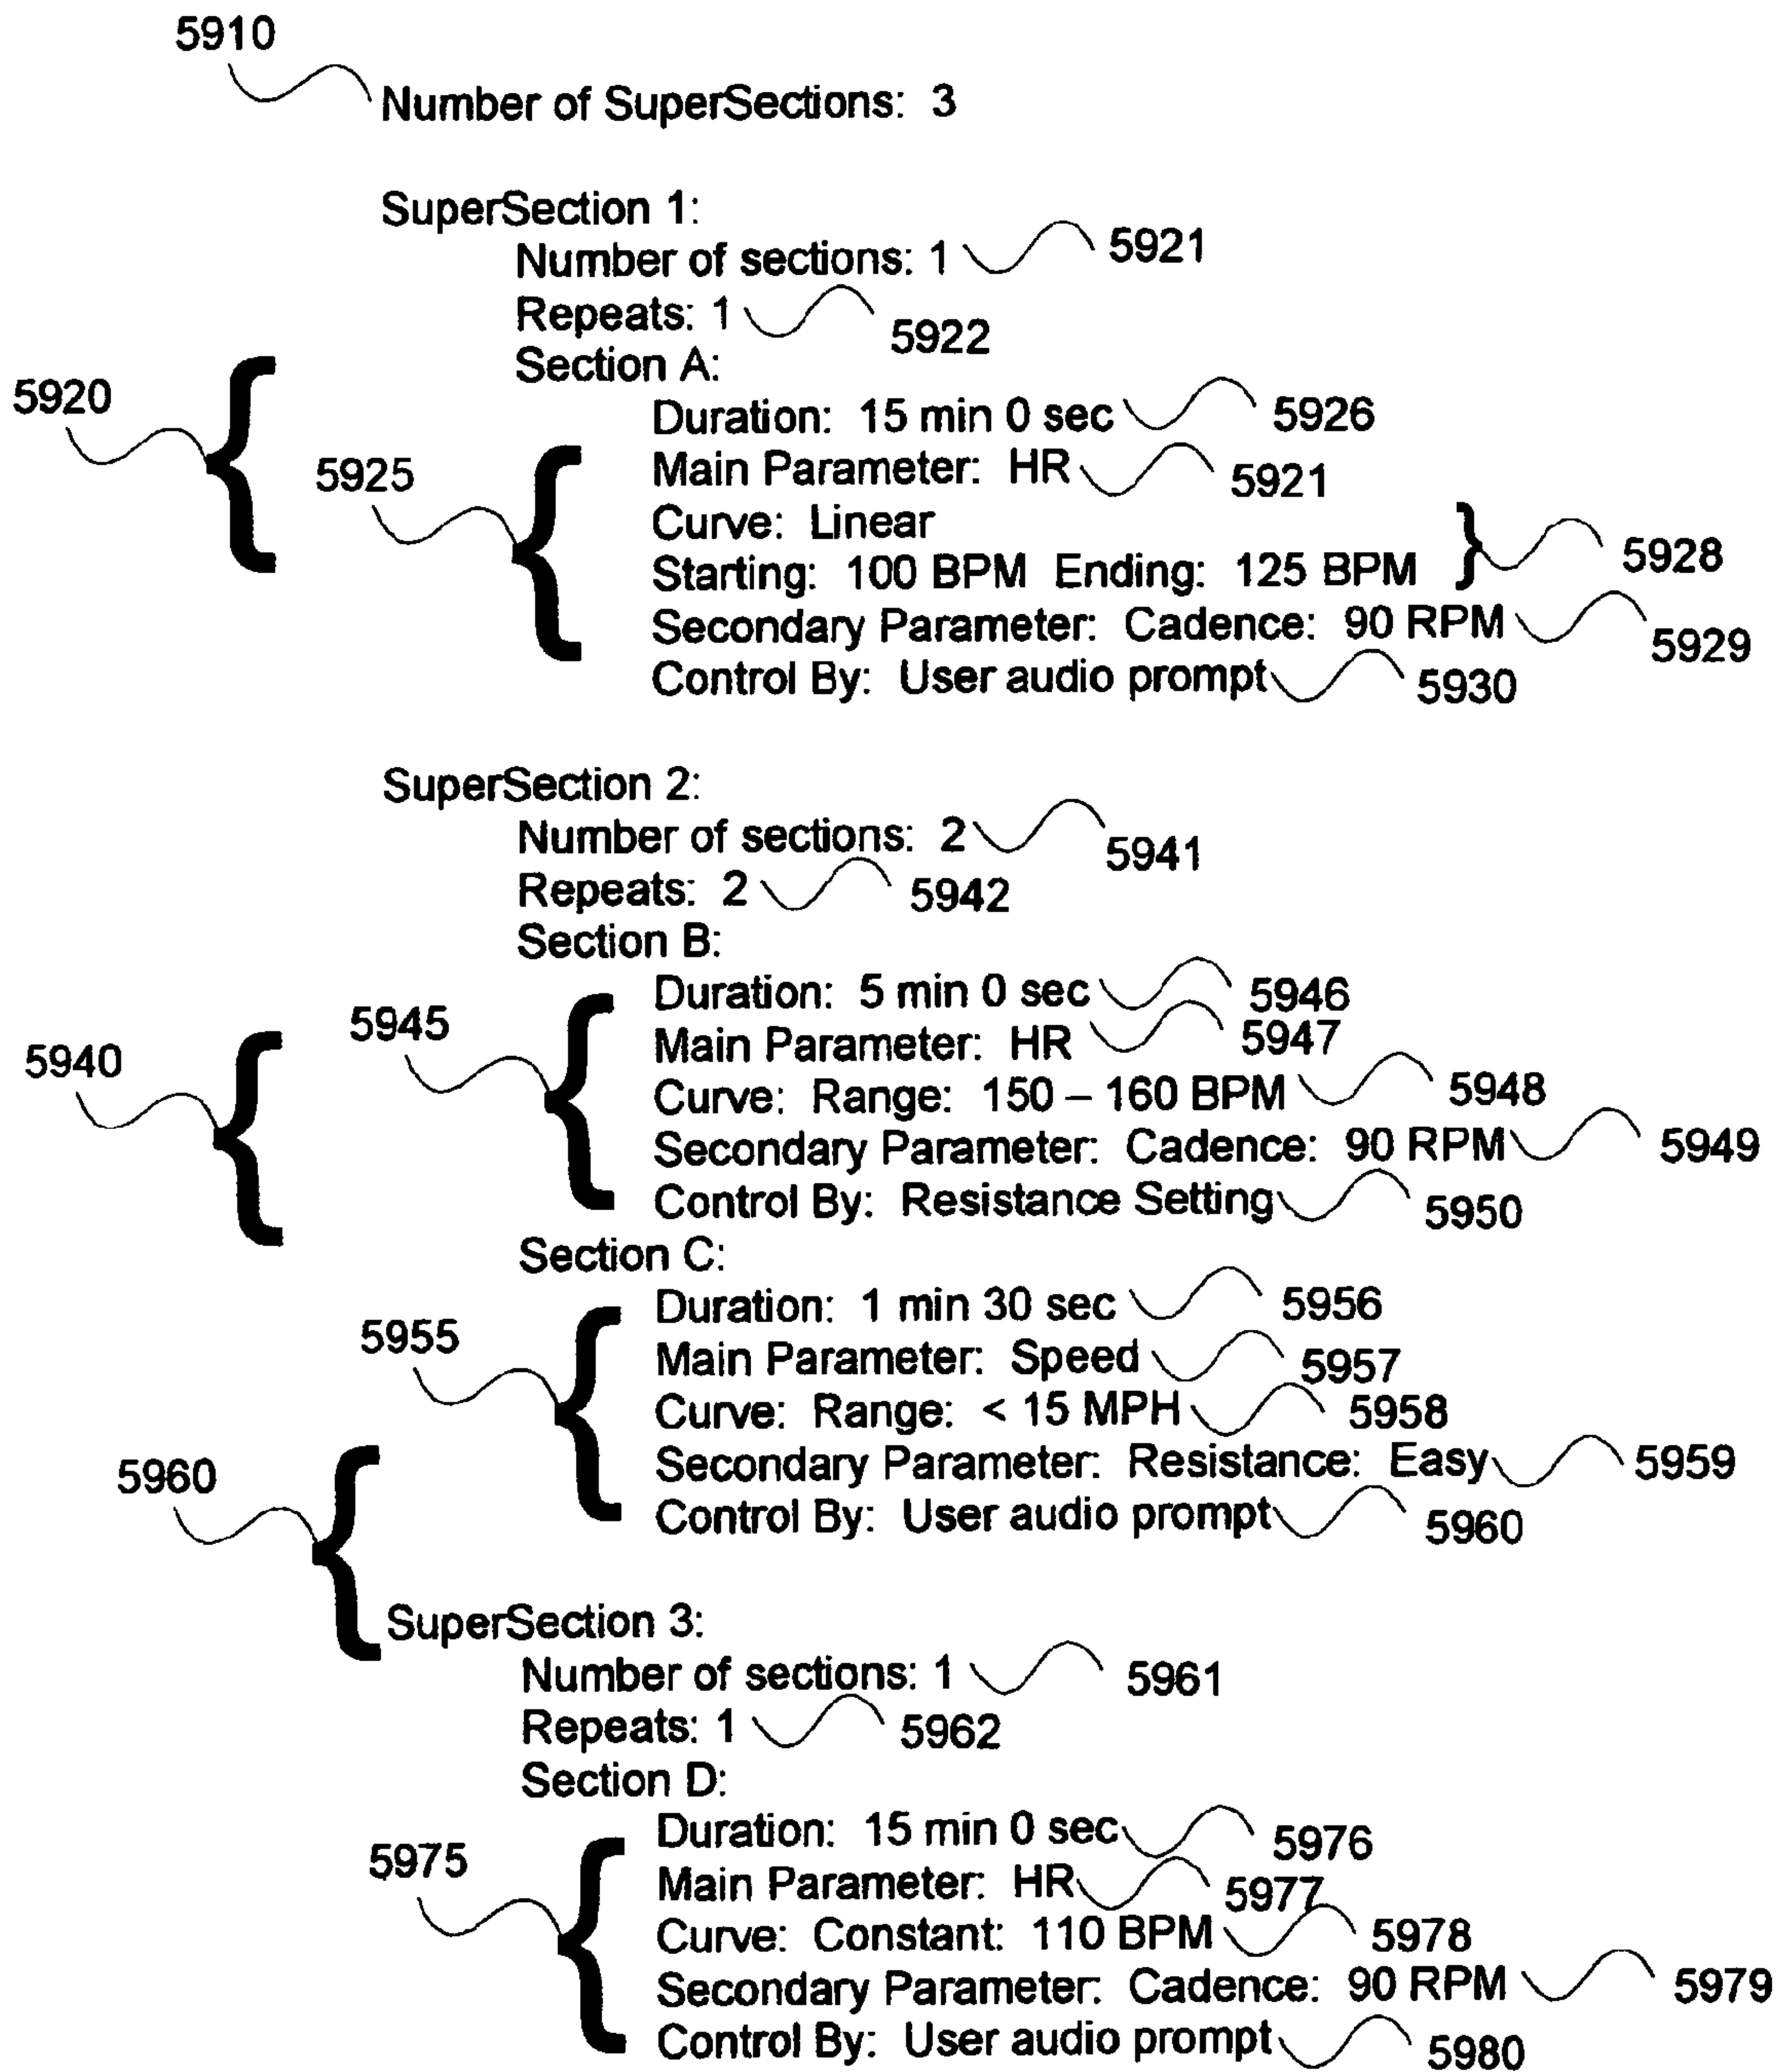 5910
Number of SuperSections: 3
SuperSection 1:
Number of sections: 1 5921
Repeats: 1 5922
Section A:
5920
Duration: 15 min 0 sec 5926
5925 Main Parameter: HR 5921
Curve: Linear
5928
Starting: 100 BPM Ending: 125 BPM
Secondary Parameter: Cadence: 90 RPM 5929
Control By: User audio prompt 5930
SuperSection 2:
Number of sections: 2 5941
Repeats: 2 5942
Section B:
Duration: 5 min 0 sec 5946
5945 Main Parameter: HR 5947
5940 Curve: Range: 150 – 160 BPM 5948
Secondary Parameter: Cadence: 90 RPM 5949
Control By: Resistance Setting 5950
Section C:
Duration: 1 min 30 sec 5956
5955 Main Parameter: Speed 5957
Curve: Range: < 15 MPH 5958
5960 Secondary Parameter: Resistance: Easy 5959
Control By: User audio prompt 5960
SuperSection 3:
Number of sections: 1 5961
Repeats: 1 5962
Section D:
Duration: 15 min 0 sec 5976
5975 Main Parameter: HR 5977
Curve: Constant: 110 BPM 5978
Secondary Parameter: Cadence: 90 RPM 5979
Control By: User audio prompt 5980